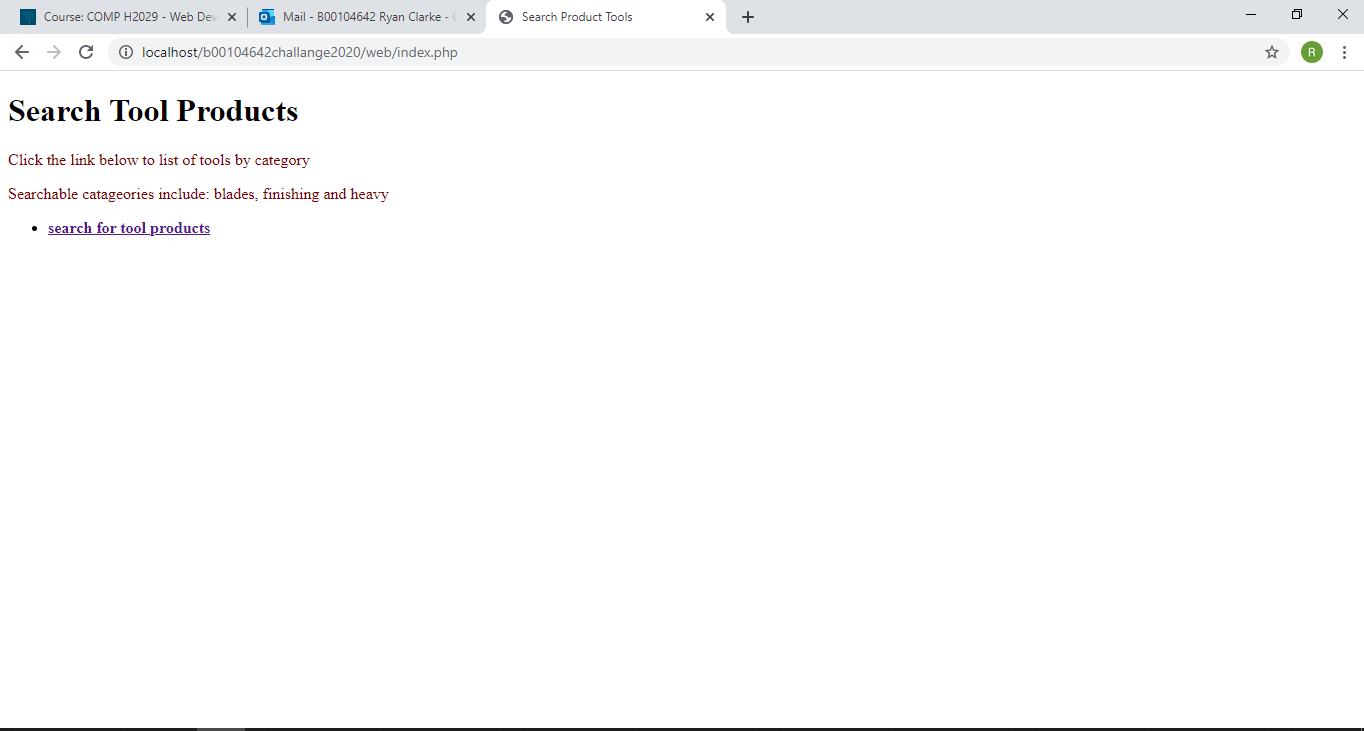 Course: COMP H2029 - Web Dev
Mail - B00104642 Ryan Clarke -
Search Product Tools
localhost/b00104642challange2020/web/index.php
R
Search Tool Products
Click the link below to list of tools by category
Searchable catageories include: blades, finishing and heavy
search for tool products